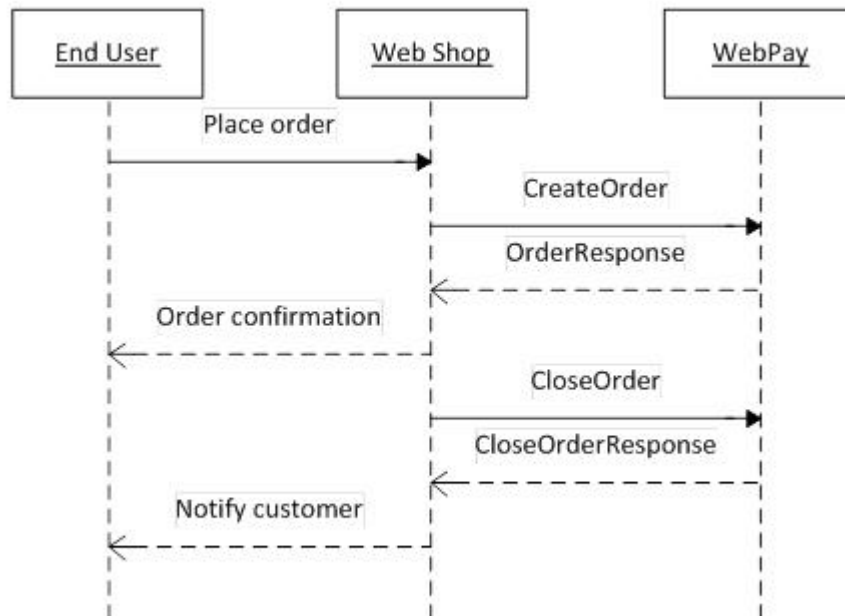 End User
Web Shop
WebPay
Place order
CreateOrder
OrderResponse
Order confirmation
CloseOrder
CloseOrderResponse
Notify customer